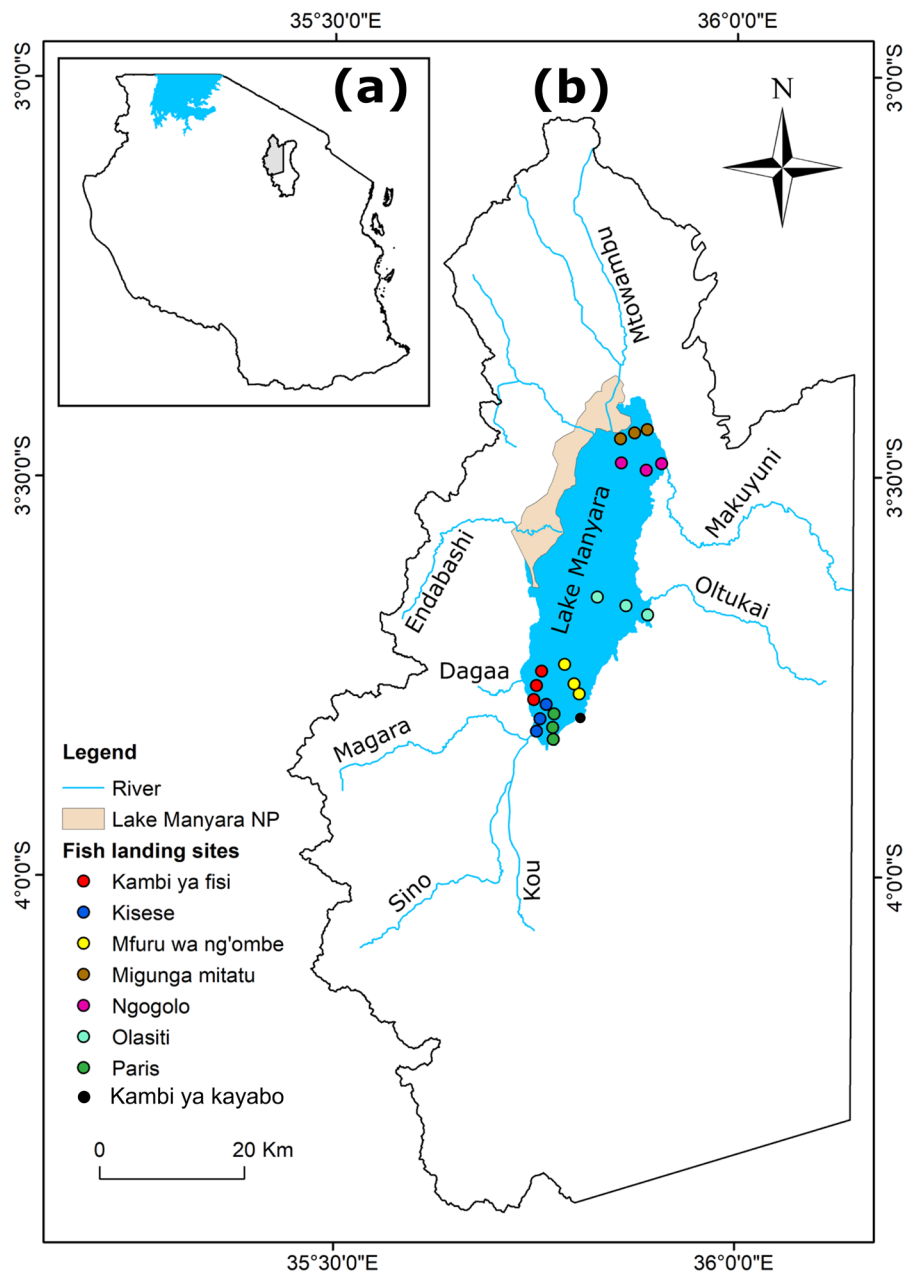 35°30'0"E
36°0'0"E
3°0'0"S
3°0'0"S
(a)
(b)
N
Mtowambu
3°30'0"S
3°30'0"S
Makuyuni
Lake Manyara
Endabashi
Oltukai
Dagaa
Magara
Legend
River
Lake Manyara NP
Fish landing sites
Kambi ya fisi
Kisese
Mfuru wa ng'ombe
Migunga mitatu
Ngogolo
Olasiti
Paris
Kambi ya kayabo
4°0'0"S
4°0'0"S
Sino
Kou
0
20 Km
35°30'0"E
36°0'0"E